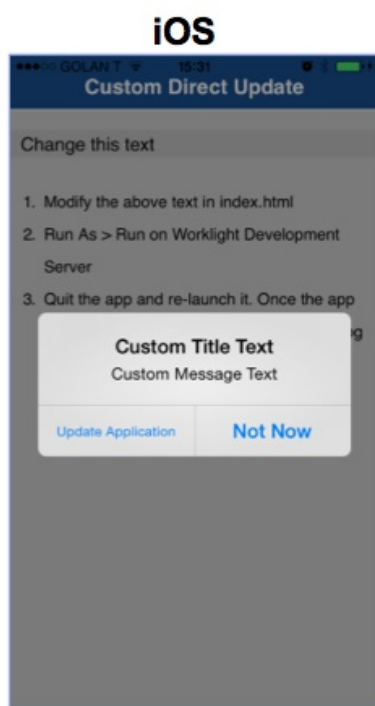 iOS
GOLAN T 15:31
Custom Direct Update
Change this text
1. Modify the above text in index.html
2. Run As > Run on Worklight Development
Server
3. Quit the app and re-launch it. Once the app
Custom Title Text
Custom Message Text
Update Application Not Now